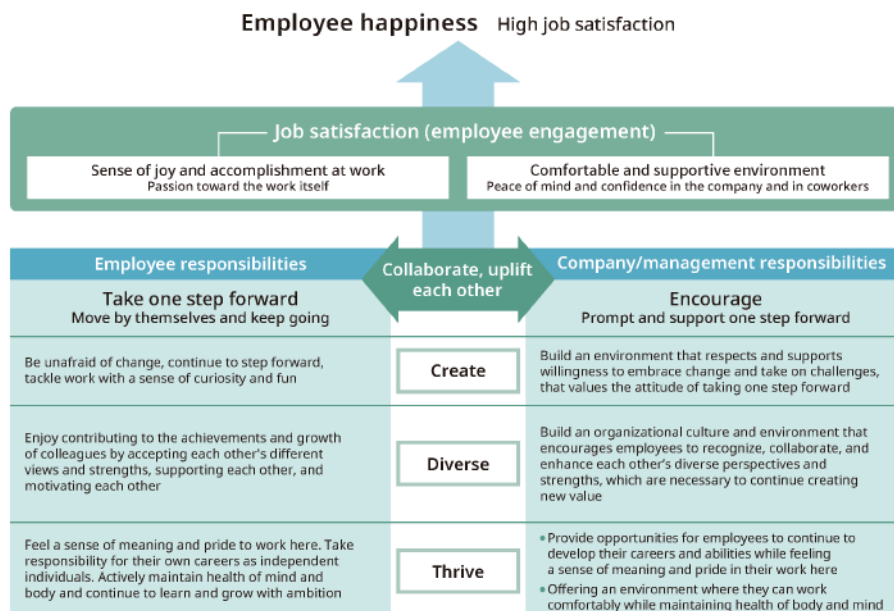 Employee happiness High job satisfaction
Job satisfaction (employee engagement)
Sense of joy and accomplishment at work
Passion toward the work itself
Comfortable and supportive environment
Peace of mind and confidence in the company and in coworkers
Employee responsibilities
Collaborate, uplift
each other
Company/management responsibilities
Take one step forward
Move by themselves and keep going
Encourage
Prompt and support one step forward
Be unafraid of change, continue to step forward,
tackle work with a sense of curiosity and fun
Create
Build an environment that respects and supports
willingness to embrace change and take on challenges,
that values the attitude of taking one step forward
Enjoy contributing to the achievements and growth
of colleagues by accepting each other's different
views and strengths, supporting each other, and
motivating each other
Diverse
Build an organizational culture and environment that
encourages employees to recognize, collaborate, and
enhance each other's diverse perspectives and
strengths, which are necessary to continue creating
new value
Feel a sense of meaning and pride to work here. Take
responsibility for their own careers as independent
individuals. Actively maintain health of mind and
body and continue to learn and grow with ambition
Thrive
• Provide opportunities for employees to continue to
develop their careers and abilities while feeling
a sense of meaning and pride in their work here
• Offering an environment where they can work
comfortably while maintaining health of body and mind